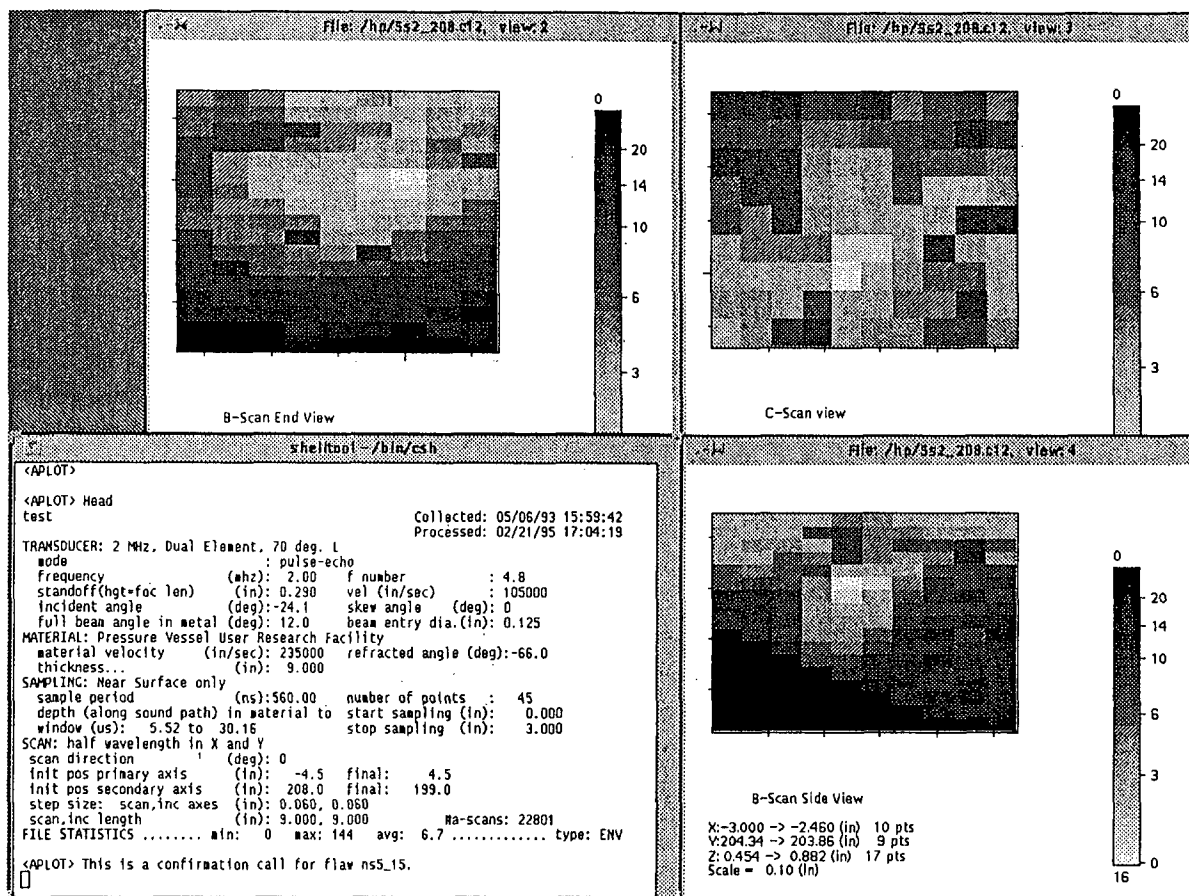 File: /hp/5s2_208.c12, view: 2
0
20
14
10
6
3
B-Scan End View
File: /hp/5s2_208.c12, view: 3
0
20
14
10
6
3
C-Scan view
shelltool - /bin/csh
<APLOT>
<APLOT> Head
test Collected: 05/06/93 15:59:42
Processed: 02/21/95 17:04:19
TRANSDUCER: 2 MHz, Dual Element, 70 deg. L
mode : pulse-echo
frequency (mhz): 2.00 f number : 4.8
standoff(hgt=foc len) (in): 0.290 vel (in/sec) : 105000
incident angle (deg):-24.1 skew angle (deg): 0
full beam angle in metal (deg): 12.0 beam entry dia.(in): 0.125
MATERIAL: Pressure Vessel User Research Facility
material velocity (in/sec): 235000 refracted angle (deg):-66.0
thickness... (in): 9.000
SAMPLING: Near Surface only
sample period (ns):560.00 number of points : 45
depth (along sound path) in material to start sampling (in): 0.000
window (us): 5.52 to 30.16 stop sampling (in): 3.000
SCAN: half wavelength in X and Y
scan direction (deg): 0
init pos primary axis (in): -4.5 final: 4.5
init pos secondary axis (in): 208.0 final: 199.0
step size: scan,inc axes (in): 0.060, 0.060
scan,inc length (in): 9.000, 9.000 #a-scans: 22801
FILE STATISTICS ........ min: 0 max: 144 avg: 6.7 ............. type: ENV
<APLOT> This is a confirmation call for flaw ns5_15.
File: /hp/5s2_208.c12, view: 4
0
20
14
10
6
3
0
16
B-Scan Side View
X:-3.000 -> -2.460 (in) 10 pts
Y:204.34 -> 203.86 (in) 9 pts
Z: 0.454 -> 0.882 (in) 17 pts
Scale = 0.10 (in)